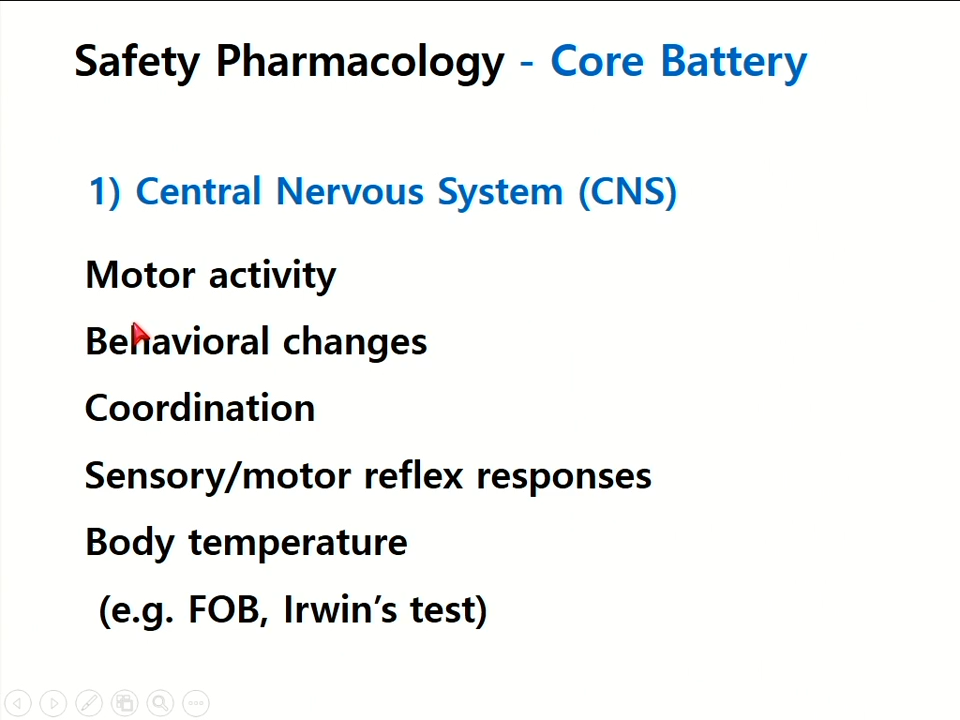 Safety Pharmacology - Core Battery
1) Central Nervous System (CNS)
Motor activity
Behavioral changes
Coordination
Sensory/motor reflex responses
Body temperature
(e.g. FOB, Irwin’s test)